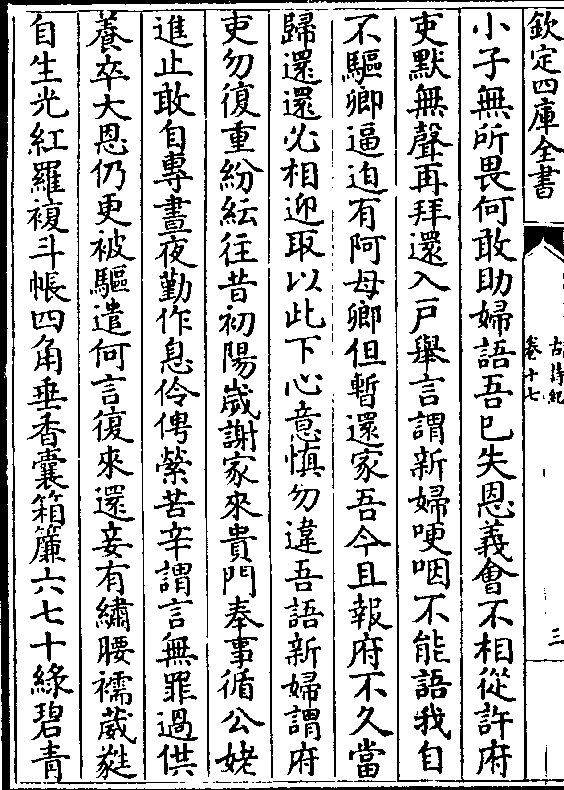 欽定四庫全書
古詩紀
卷十七
三
小子無所畏何敢助婦語吾已失恩義會不相從許府
吏默無聲再拜還入戶舉言謂新婦哽咽不能語我自
不驅卿逼迫有阿母卿但暫還家吾今且報府不久當
歸還還必相迎取以此下心意慎勿違吾語新婦謂府
吏勿復重紛紜往昔初陽歲謝家來貴門奉事循公姥
進止敢自專晝夜勤作息伶俜縈苦辛謂言無罪過供
養卒大恩仍更被驅遣何言復來還妾有繡腰襦葳蕤
自生光紅羅複斗帳四角垂香囊箱簾六七十綠碧青